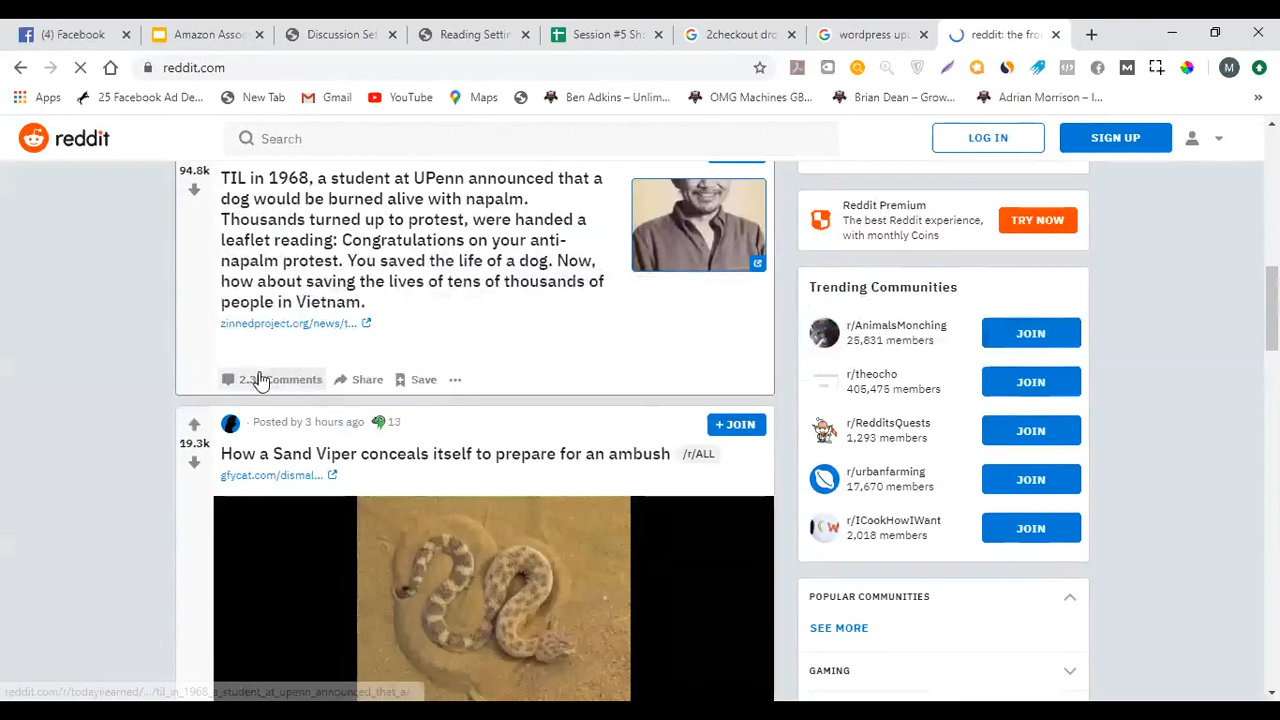 (4) Facebook
Amazon Asso
Discussion Set
Reading Settin
Session #5 Sh
2checkout dro
wordpress up
reddit: the fro
reddit.com
M
M
Apps
25 Facebook Ad De...
New Tab
Gmail
YouTube
Maps
Ben Adkins – Unlim...
OMG Machines GB...
Brian Dean – Grow...
Adrian Morrison – I...
»
reddit
Search
LOG IN
SIGN UP
94.8k
TIL in 1968, a student at UPenn announced that a
dog would be burned alive with napalm.
Thousands turned up to protest, were handed a
leaflet reading: Congratulations on your anti-
napalm protest. You saved the life of a dog. Now,
how about saving the lives of tens of thousands of
people in Vietnam.
zinnedproject.org/news/t...
Comments
Share
Save
...
19.3k
· Posted by 3 hours ago
13
+ JOIN
How a Sand Viper conceals itself to prepare for an ambush
/r/ALL
gfycat.com/dismal...
Reddit Premium
The best Reddit experience,
with monthly Coins
TRY NOW
Trending Communities
r/AnimalsMonching
25,831 members
JOIN
r/theocho
405,475 members
JOIN
r/RedditsQuests
1,293 members
JOIN
r/urbanfarming
17,670 members
JOIN
r/ICookHowIWant
2,018 members
JOIN
POPULAR COMMUNITIES
SEE MORE
GAMING
reddit.com/r/todayilearned/.../til_in_1968_a_student_at_upenn_announced_that_a/